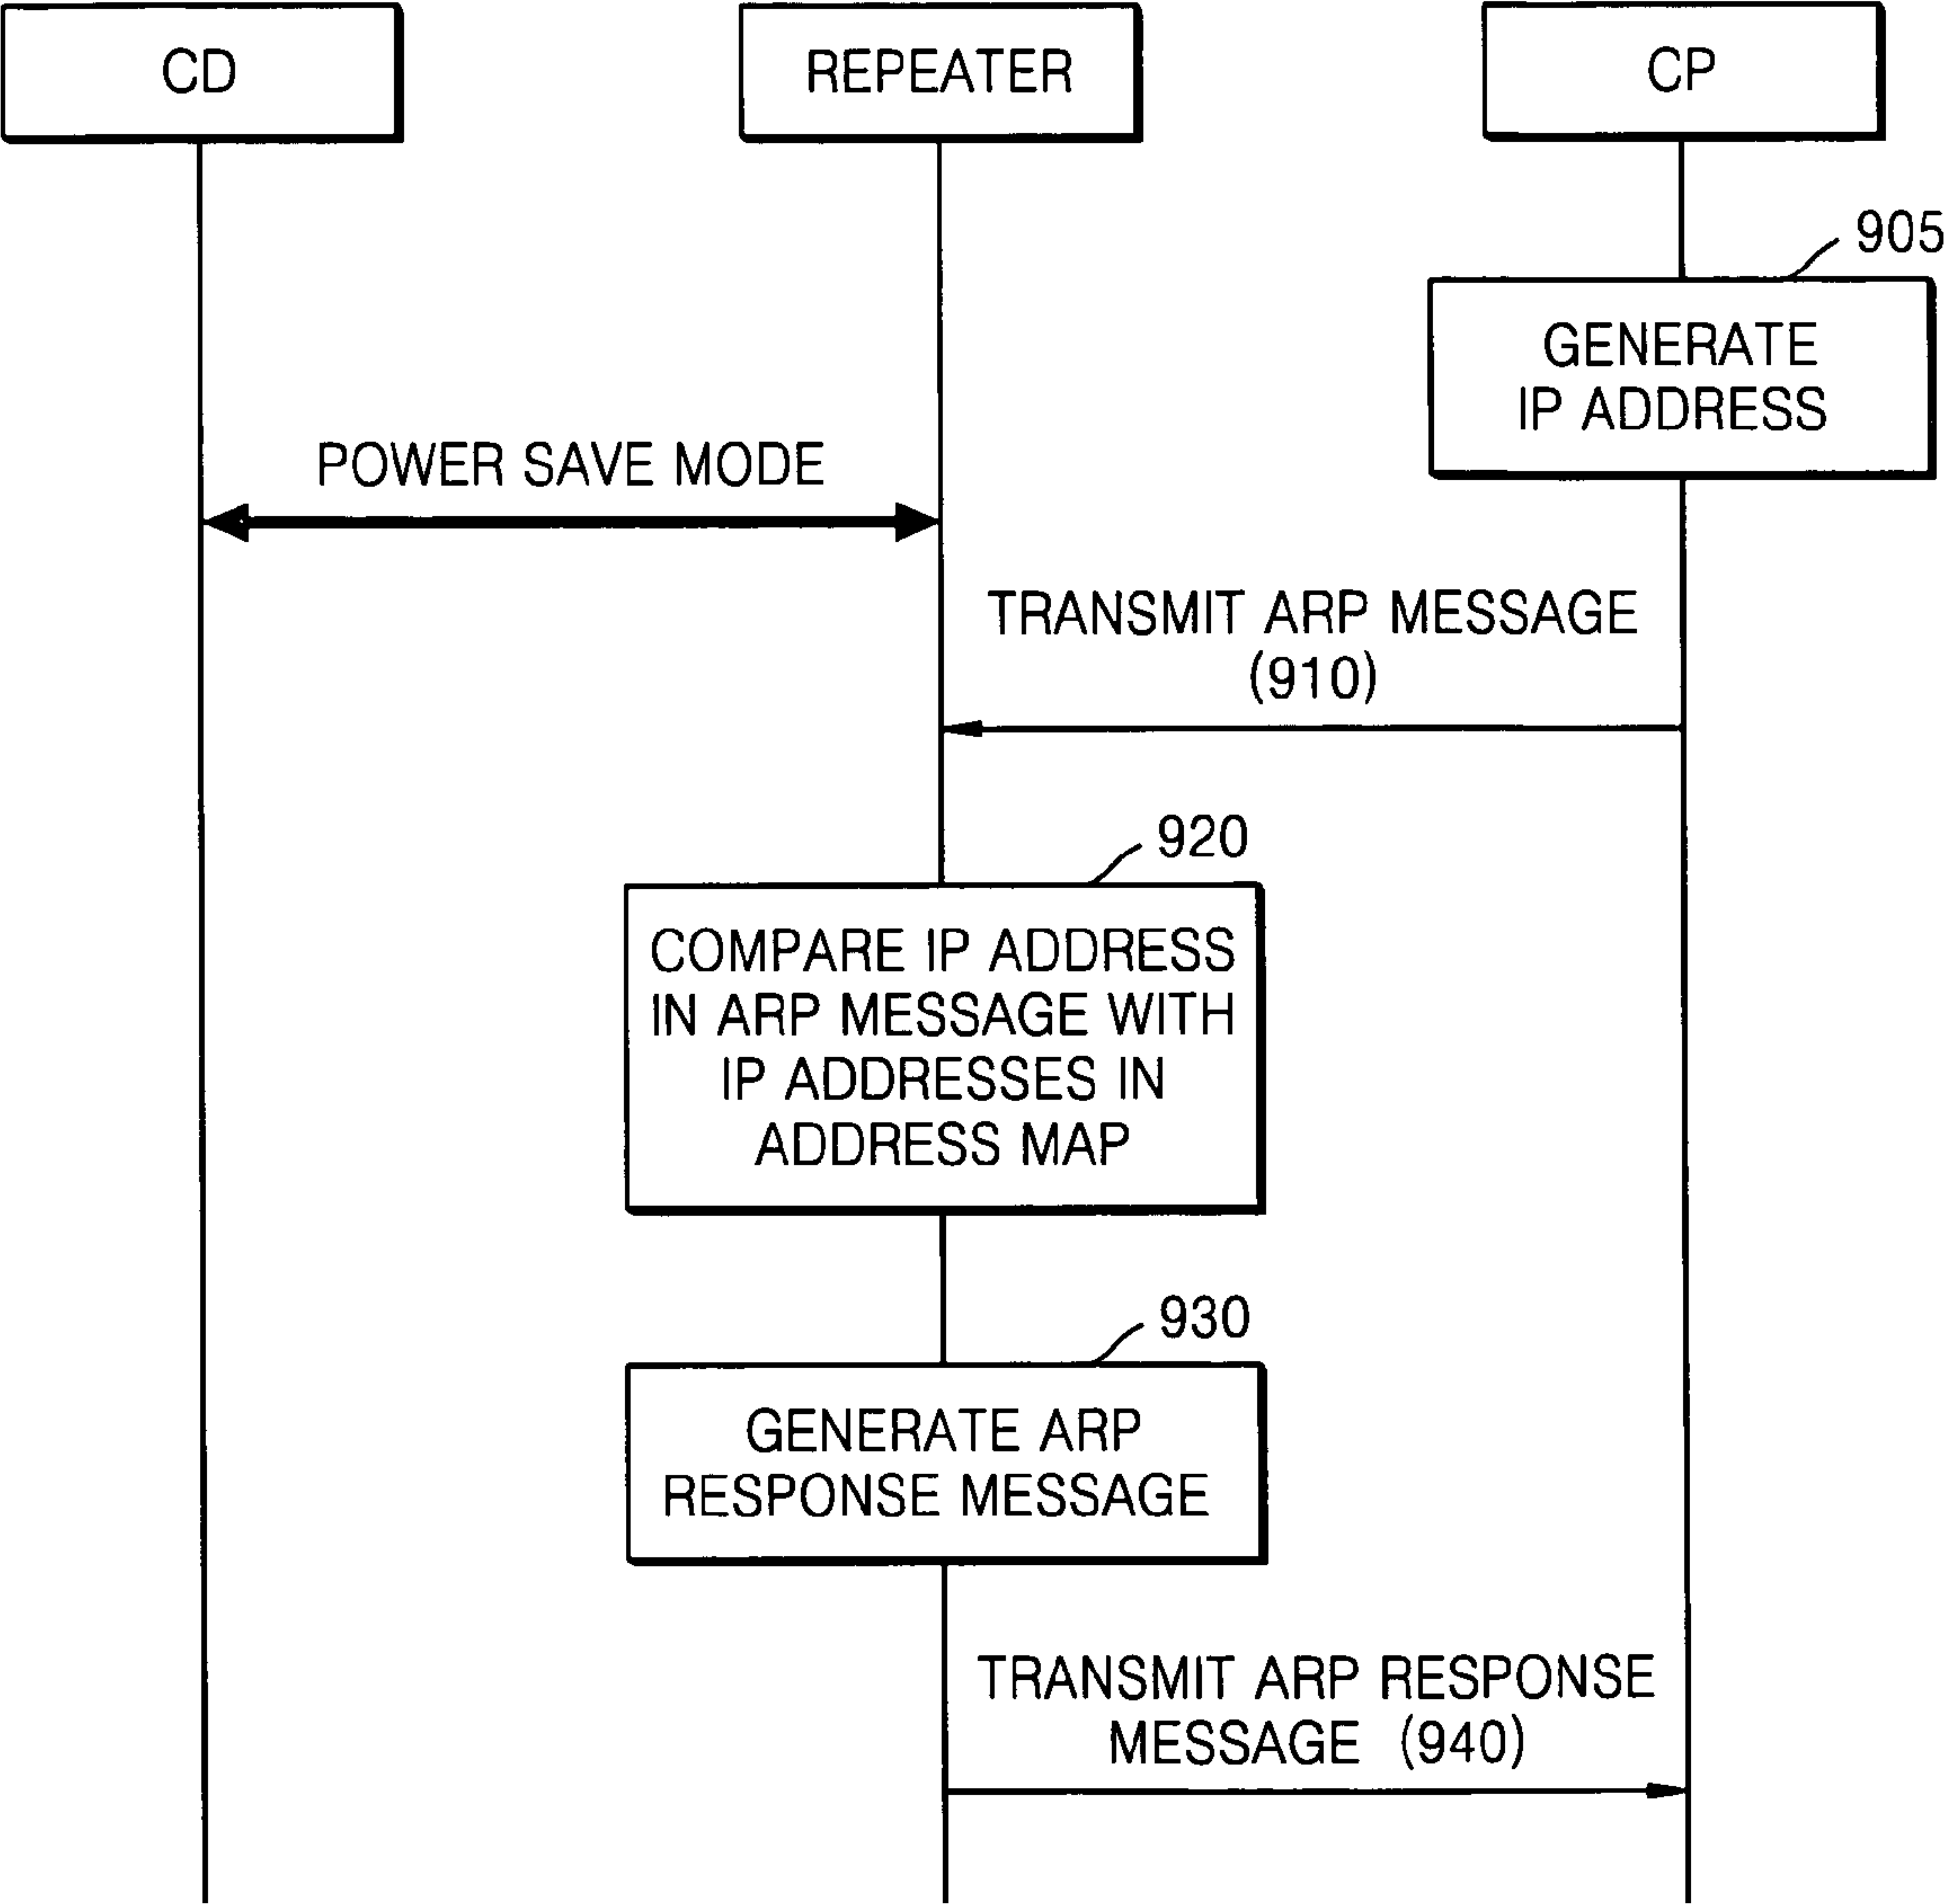 CD
REPEATER
CP
905
GENERATE
IP ADDRESS
POWER SAVE MODE
TRANSMIT ARP MESSAGE
(910)
920
COMPARE IP ADDRESS
IN ARP MESSAGE WITH
IP ADDRESSES IN
ADDRESS MAP
930
GENERATE ARP
RESPONSE MESSAGE
TRANSMIT ARP RESPONSE
MESSAGE (940)